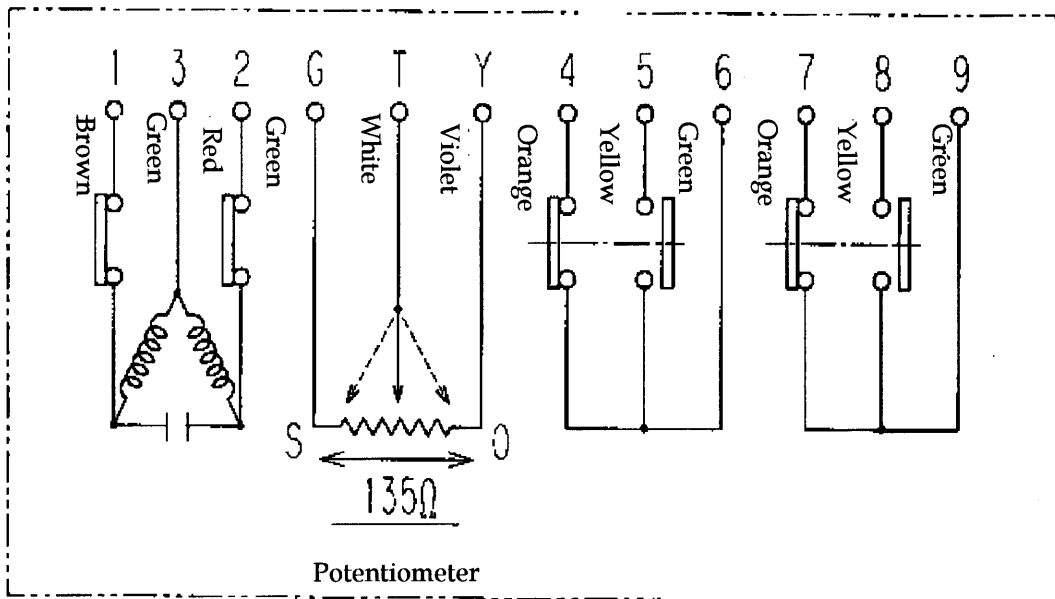 1 3 2 G T Y 4 5 6 7 8 9
Brown Green Red Green White Violet Orange Yellow Green Orange Yellow Green
S O
135Ω
Potentiometer